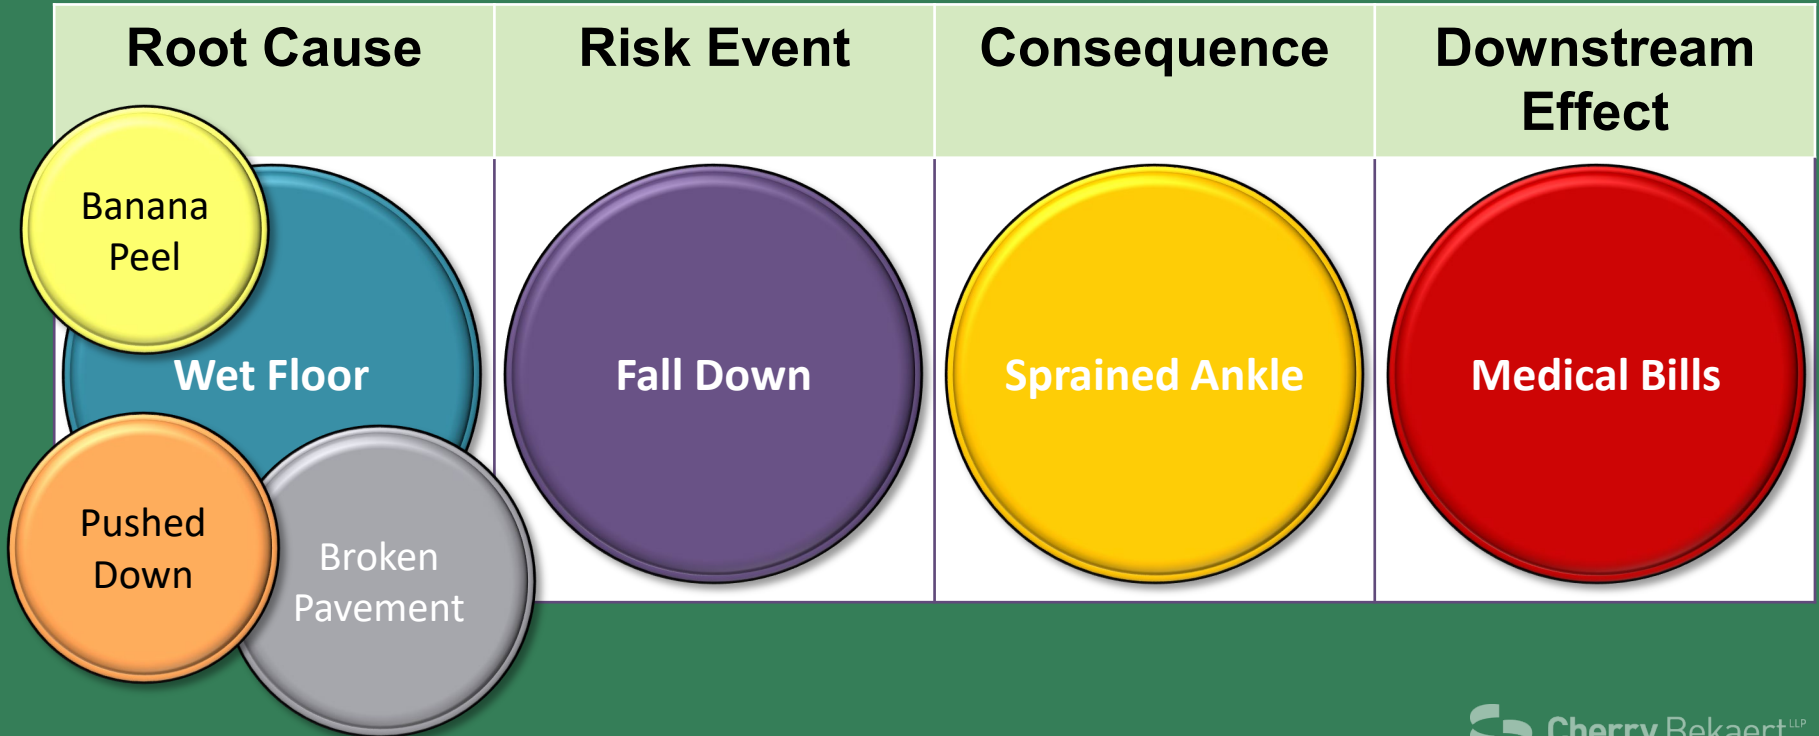 Root Cause
Risk Event
Consequence
Downstream
Effect
Banana
Peel
Wet Floor
Pushed
Down
Broken
Pavement
Fall Down
Sprained Ankle
Medical Bills
Cherry Bekaert LLP